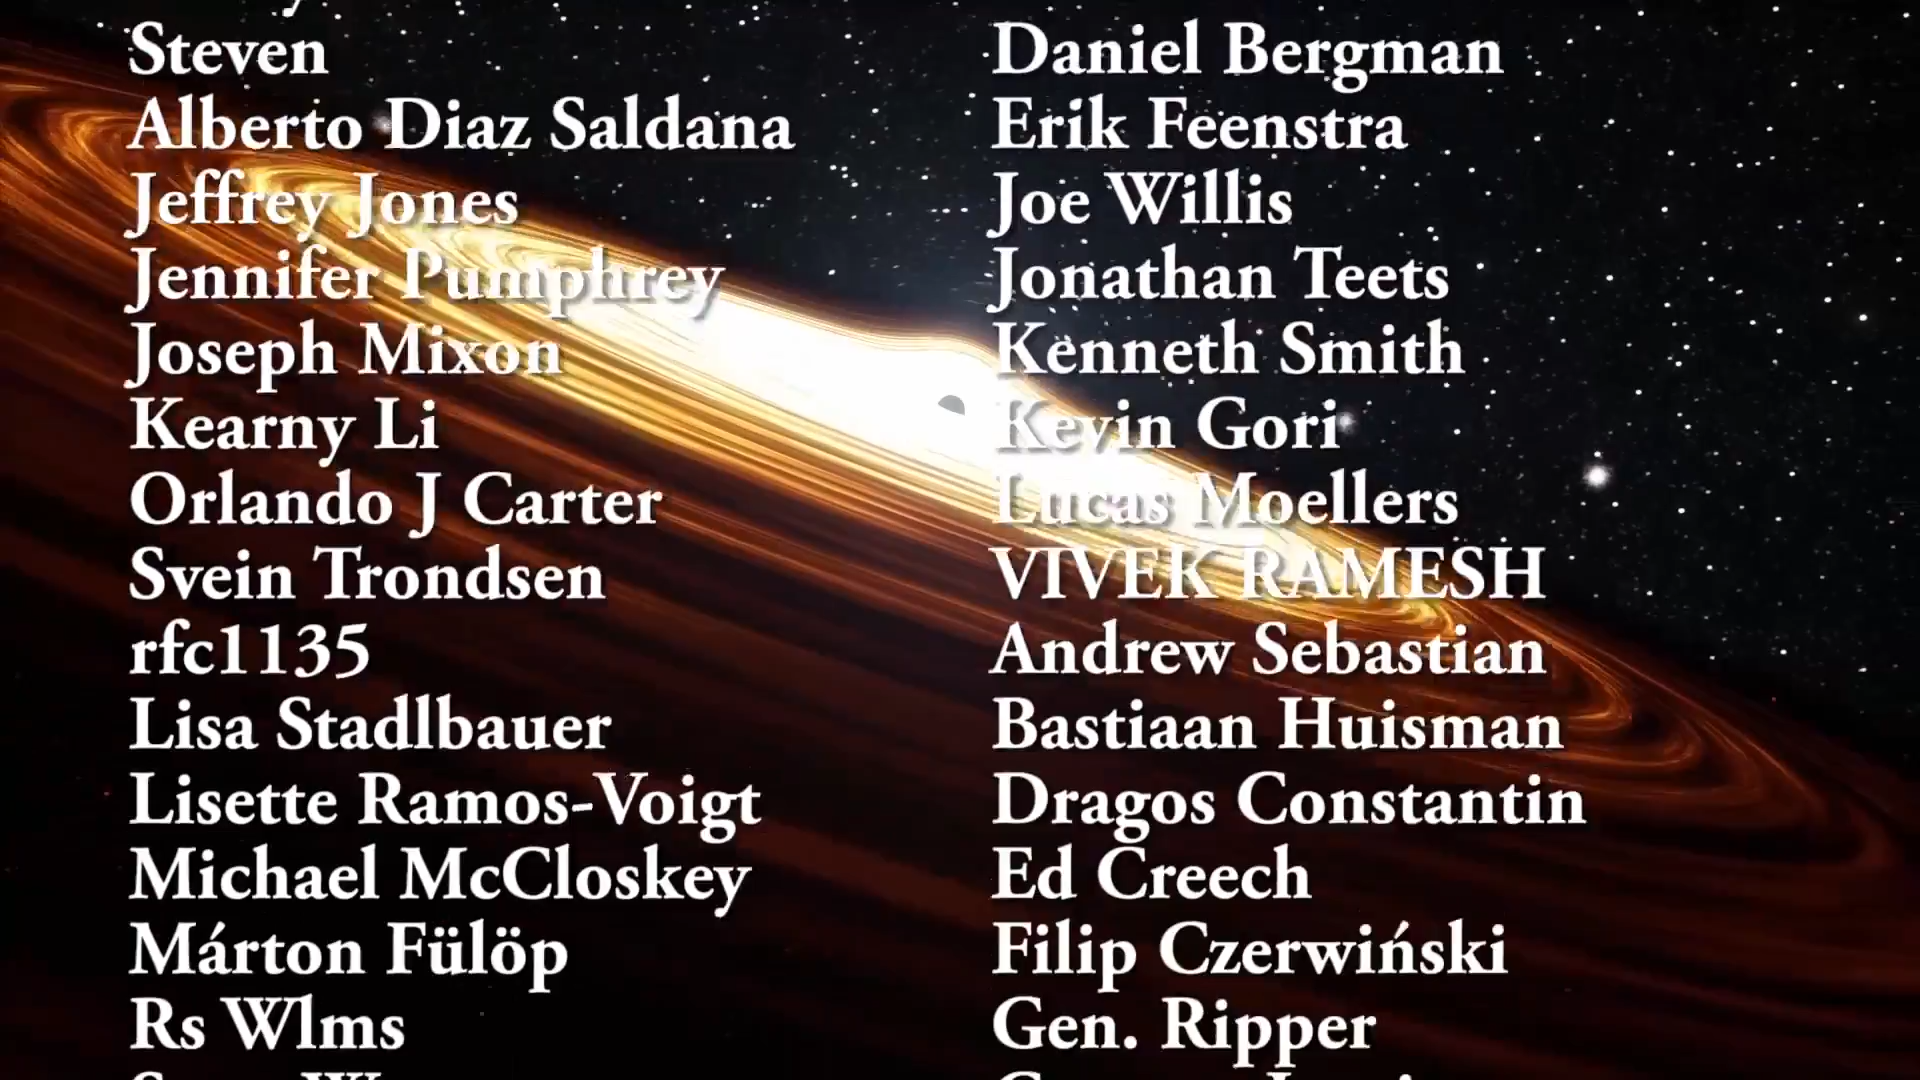 Steven
Alberto Diaz Saldana
Jeffrey Jones
Jennifer Pumphrey
Joseph Mixon
Kearny Li
Orlando J Carter
Svein Trondsen
rfc1135
Lisa Stadlbauer
Lisette Ramos-Voigt
Michael McCloskey
Márton Fülöp
Rs Wlms
Daniel Bergman
Erik Feenstra
Joe Willis
Jonathan Teets
Kenneth Smith
Kevin Gori
Lucas Moellers
VIVEK RAMESH
Andrew Sebastian
Bastiaan Huisman
Dragos Constantin
Ed Creech
Filip Czerwiński
Gen. Ripper